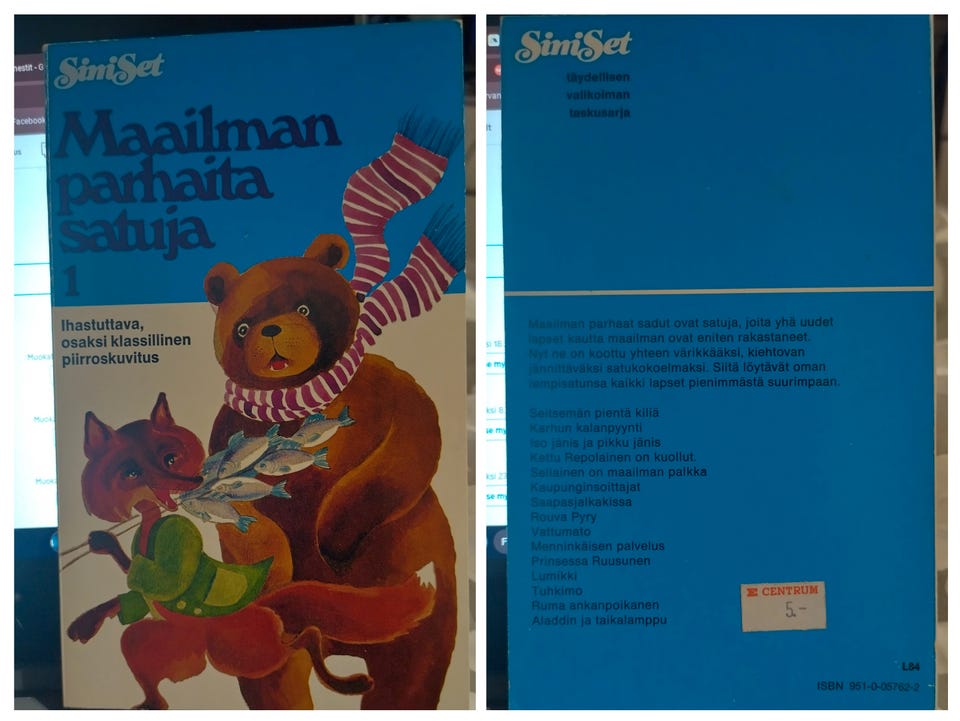 SimiSet
Maailman
parhaita
satuja
1
Ihastuttava,
osaksi klassillinen
piirroskuvitus
SimiSet
täydellisen
valikoiman
taskusarja
Maailman parhaat sadut ovat satuja, joita yhä uudet
lapset kautta maailman ovat eniten rakastaneet.
Nyt ne on koottu yhteen värikkääksi, kiehtovan
jännittäväksi satukokoelmaksi. Siitä löytävät oman
lempisatunsa kaikki lapset pienimmästä suurimpaan.
Seitsemän pientä kiliä
Karhun kalanpyynti
Iso jänis ja pikku jänis
Kettu Repolainen on kuollut.
Sellainen on maailman palkka
Kaupunginsoittajat
Saapasjalkakissa
Rouva Pyry
Vattumato
Menninkäisen palvelus
Prinsessa Ruusunen
Lumikki
Tuhkimo
Ruma ankanpoikanen
Aladdin ja taikalamppu
CENTRUM
5.-
L84
ISBN 951-0-05762-2